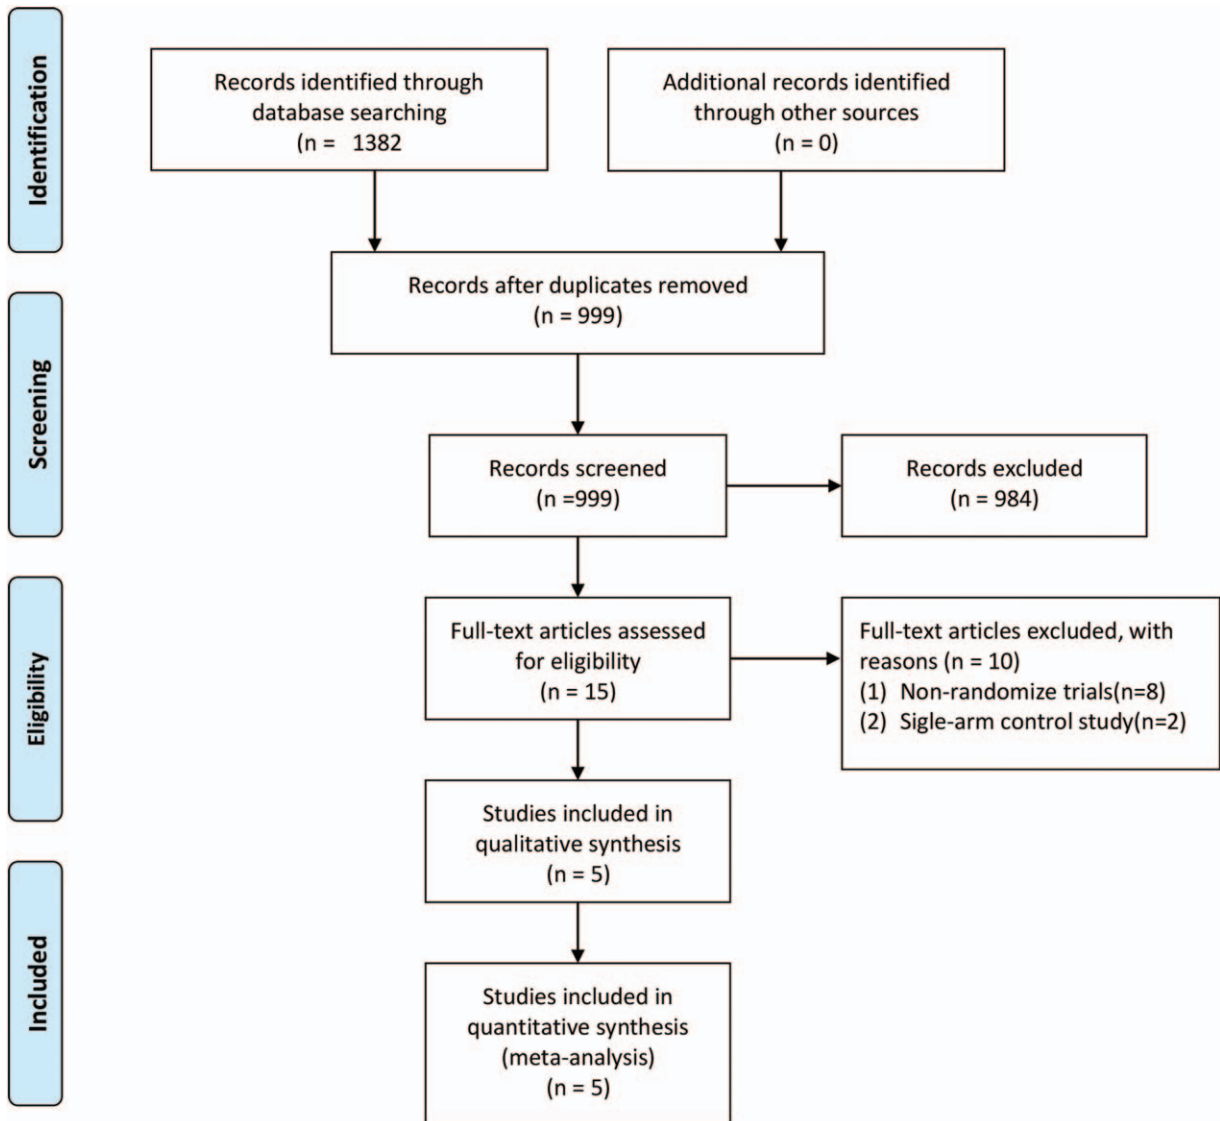 Identification
Records identified through
database searching
(n = 1382
Additional records identified
through other sources
(n = 0)
Records after duplicates removed
(n = 999)
Screening
Records screened
(n =999)
Records excluded
(n = 984)
Eligibility
Full-text articles assessed
for eligibility
(n = 15)
Full-text articles excluded, with
reasons (n = 10)
(1) Non-randomize trials(n=8)
(2) Sigle-arm control study(n=2)
Studies included in
qualitative synthesis
(n = 5)
Included
Studies included in
quantitative synthesis
(meta-analysis)
(n = 5)